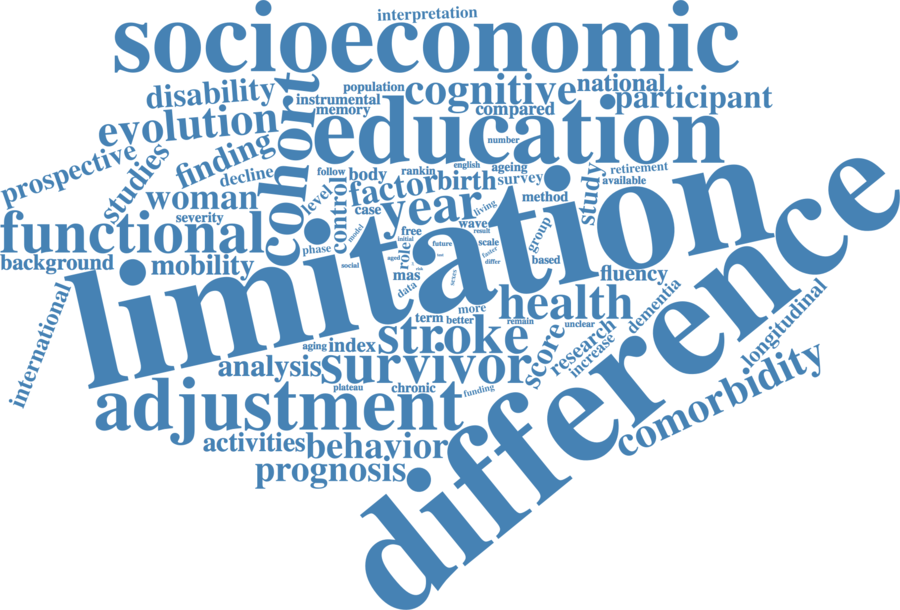 interpretation
socioeconomic
disability
population
cognitive
national
instrumental
participant
memory
compared
evolution
cohort
education
number
prospective
studies
finding
decline
follow
body
rankin
english
ageing
retirement
woman
level
control
factor
birth
survey
study
available
severity
case
year
living
method
functional
model
free
wave
result
group
initial
phase
role
future
scale
faster
background
mobility
social
aged
differ
based
limitation
mas
risk
sexes
fluency
data
health
difference
international
more
term
better
remain
unclear
dementia
longitudinal
aging
index
stroke
score
research
increase
analysis
survivor
comorbidity
plateau
chronic
funding
adjustment
activities
behavior
prognosis